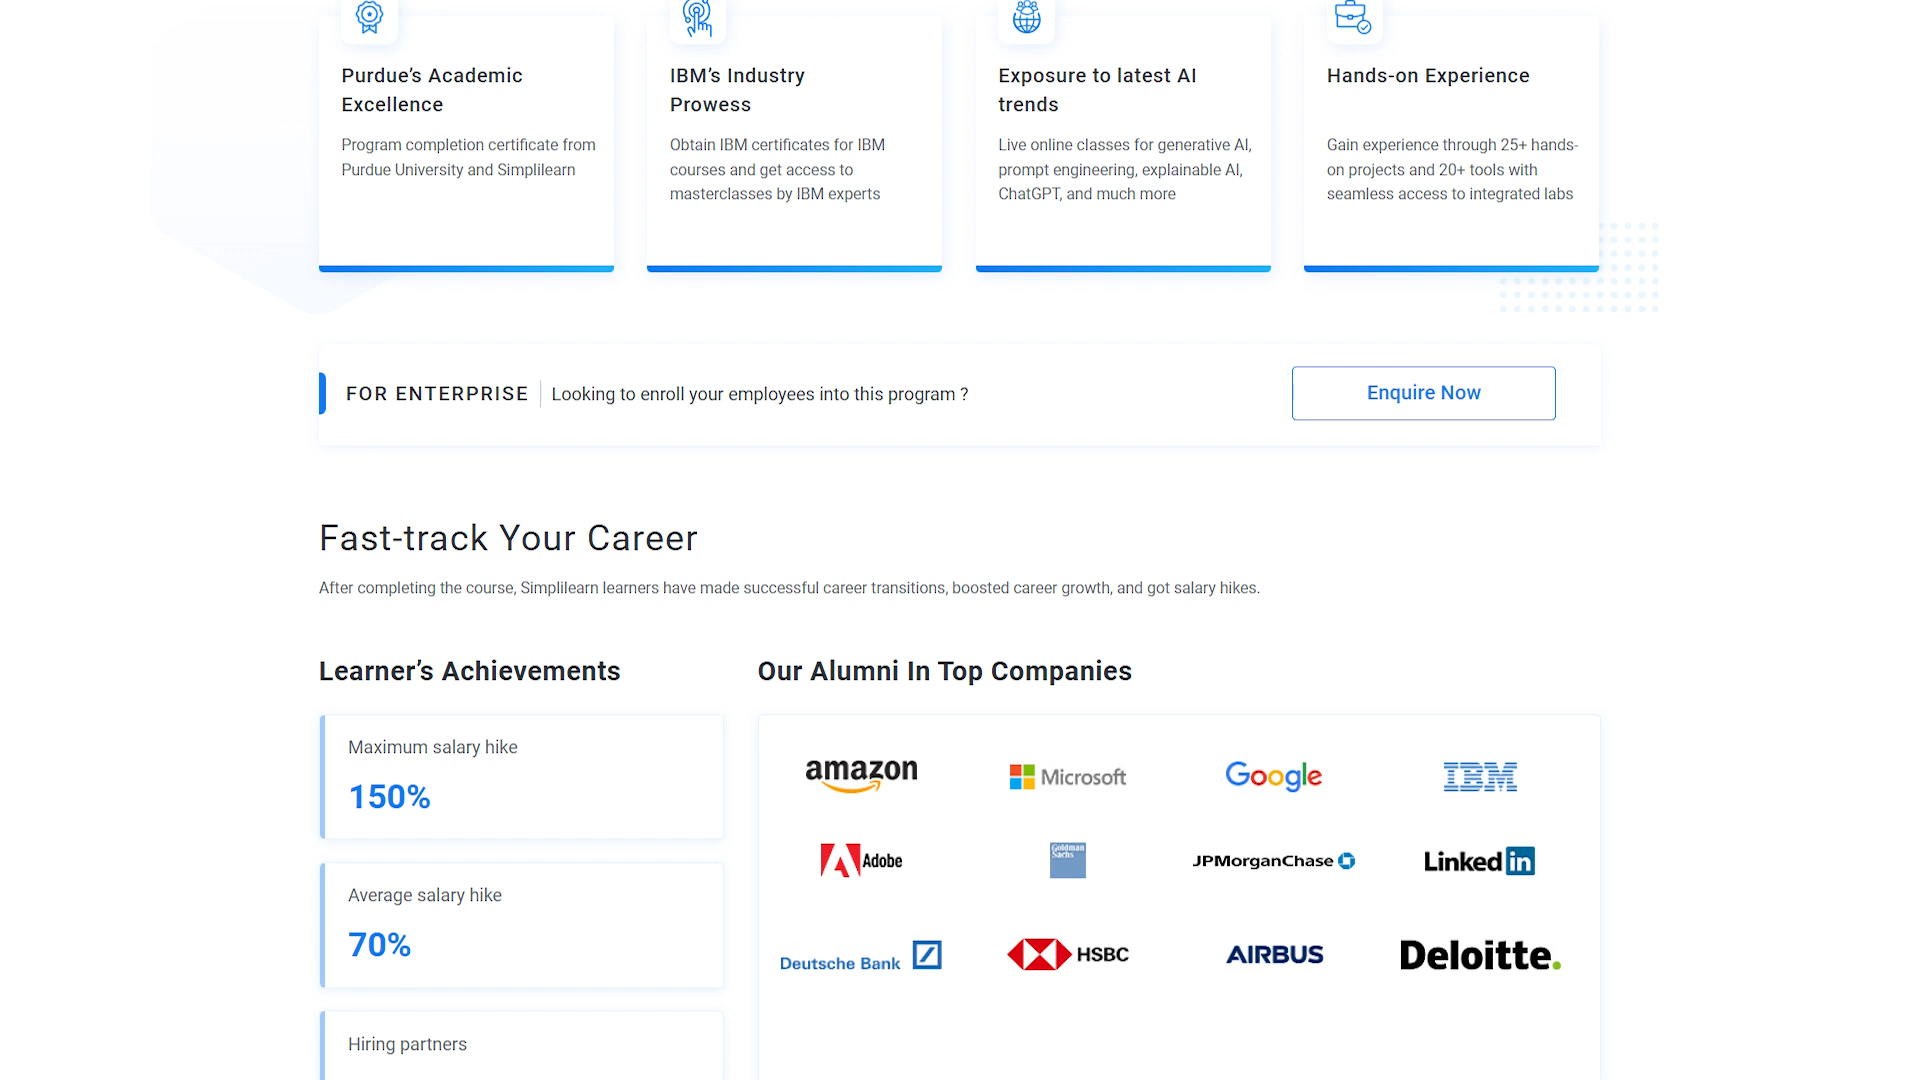 Purdue’s Academic
Excellence
Program completion certificate from
Purdue University and Simplilearn
IBM’s Industry
Prowess
Obtain IBM certificates for IBM
courses and get access to
masterclasses by IBM experts
Exposure to latest AI
trends
Live online classes for generative AI,
prompt engineering, explainable AI,
ChatGPT, and much more
Hands-on Experience
Gain experience through 25+ hands-
on projects and 20+ tools with
seamless access to integrated labs
FOR ENTERPRISE
Looking to enroll your employees into this program ?
Enquire Now
Fast-track Your Career
After completing the course, Simplilearn learners have made successful career transitions, boosted career growth, and got salary hikes.
Learner’s Achievements
Maximum salary hike
150%
Average salary hike
70%
Hiring partners
Our Alumni In Top Companies
amazon
Microsoft
Google
IBM
Adobe
Goldman
Sachs
JPMorganChase
Linked in
Deutsche Bank
HSBC
AIRBUS
Deloitte.